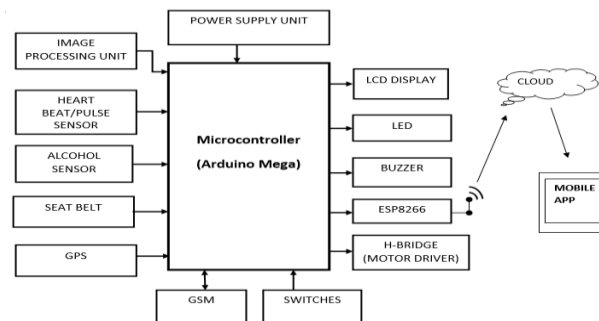 POWER SUPPLY UNIT
IMAGE
PROCESSING UNIT
HEART
BEAT/PULSE
SENSOR
ALCOHOL
SENSOR
SEAT BELT
GPS
Microcontroller
(Arduino Mega)
LCD DISPLAY
LED
BUZZER
ESP8266
H-BRIDGE
(MOTOR DRIVER)
GSM
SWITCHES
CLOUD
MOBILE
APP